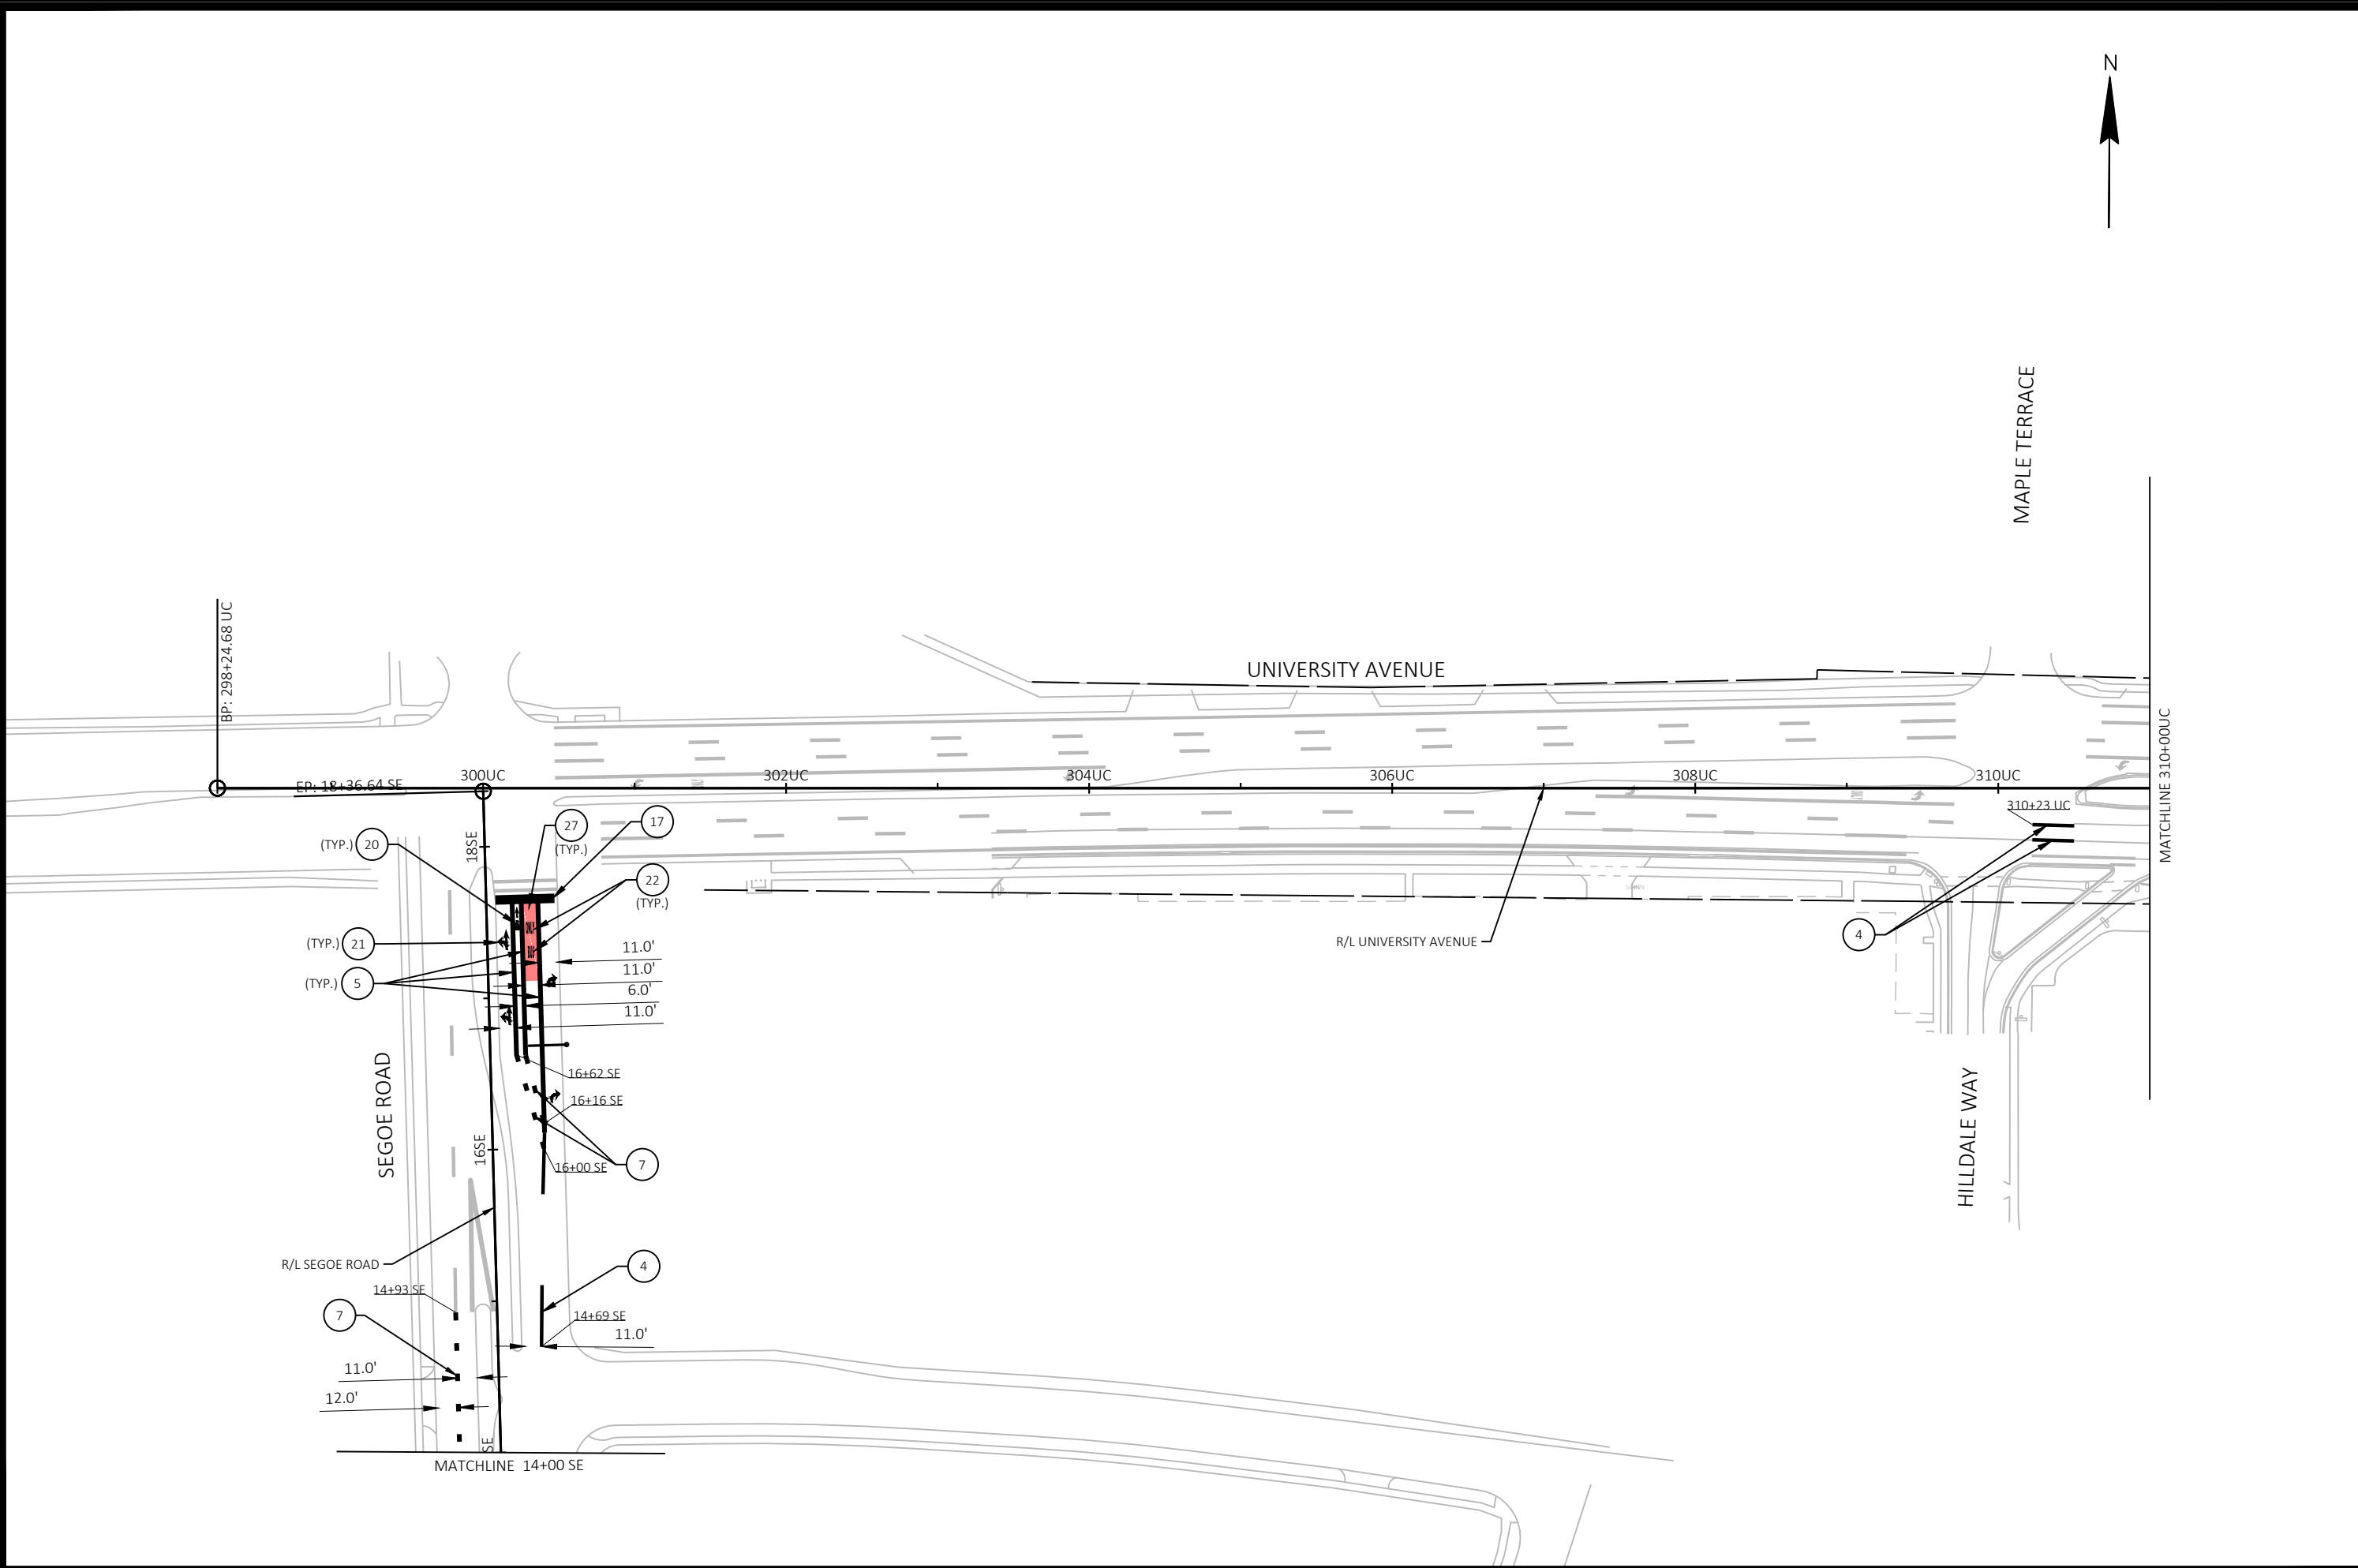 N
MAPLE TERRACE
UNIVERSITY AVENUE
BP: 298+24.68 UC
MATCHLINE 310+00UC
EP: 18+36.64 SE
300UC
302UC
304UC
306UC
308UC
310UC
310+23 UC
18SE
27
(TYP.)
17
(TYP.) 20
22
(TYP.)
(TYP.) 21
(TYP.) 5
11.0'
11.0'
6.0'
11.0'
R/L UNIVERSITY AVENUE
4
16+62 SE
16+16 SE
16+00 SE
7
16SE
SEGOE ROAD
HILLDALE WAY
R/L SEGOE ROAD
4
14+93 SE
7
14+69 SE
11.0'
11.0'
12.0'
SE
MATCHLINE 14+00 SE